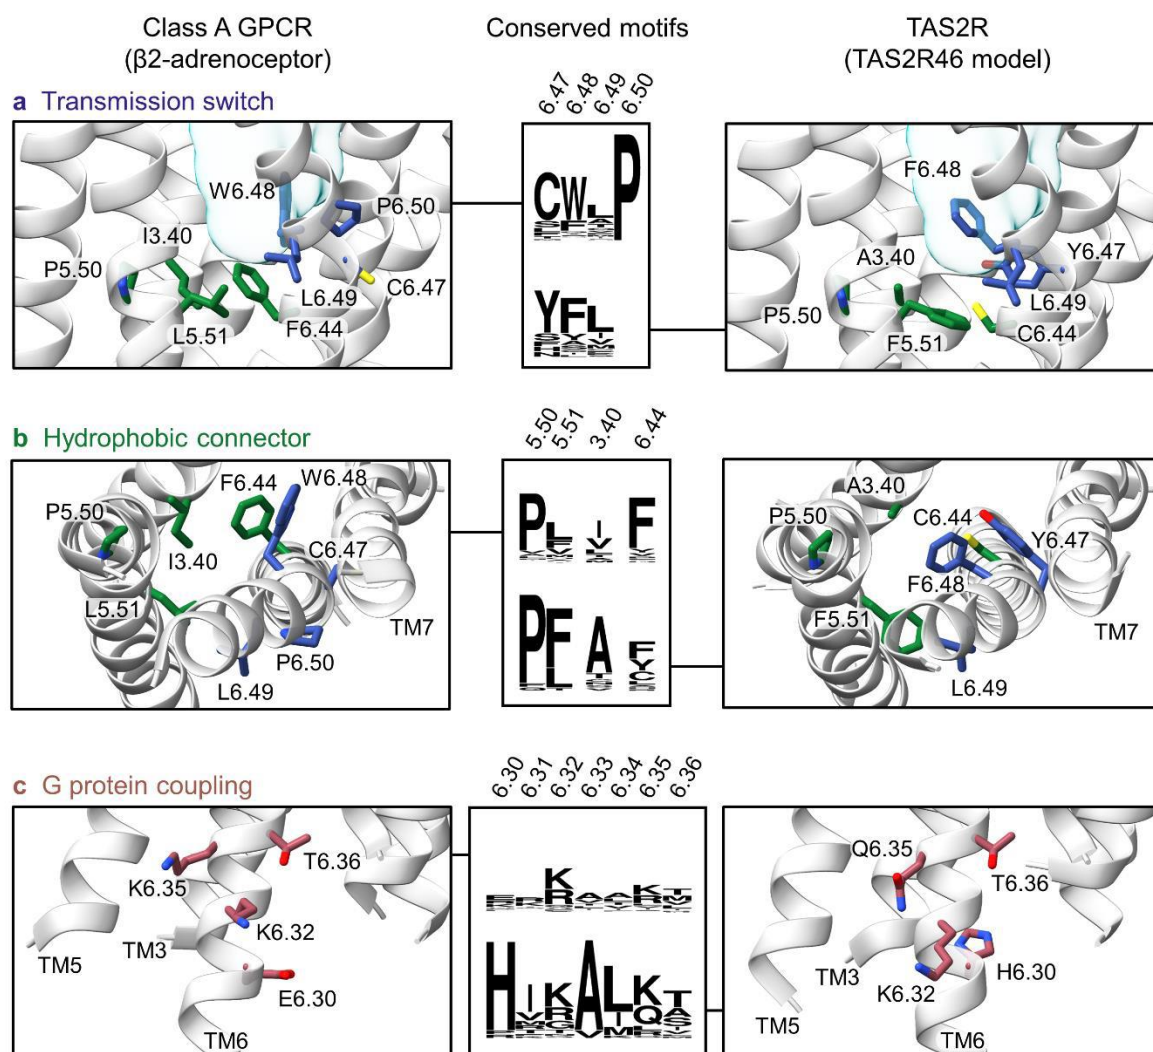 Class A GPCR
(β2-adrenoceptor)
Conserved motifs
TAS2R
(TAS2R46 model)
a Transmission switch
6.47 6.48 6.49 6.50
W6.48
P6.50
I3.40
P5.50
L6.49
C6.47
L5.51
F6.44
CWLP
YFL
F6.48
A3.40
Y6.47
L6.49
P5.50
C6.44
F5.51
b Hydrophobic connector
5.50 5.51 3.40 6.44
W6.48
F6.44
P5.50
I3.40
C6.47
L5.51
TM7
P6.50
L6.49
PLIF
PFAF
L Y
C
A3.40
P5.50
C6.44
Y6.47
F6.48
F5.51
TM7
L6.49
c G protein coupling
6.30 6.31 6.32 6.33 6.34 6.35 6.36
T6.36
K6.35
K6.32
TM3
TM5
E6.30
TM6
K
R K
HIKALKT
V R I Q A
V M
Q6.35
T6.36
TM3
H6.30
K6.32
TM5
TM6